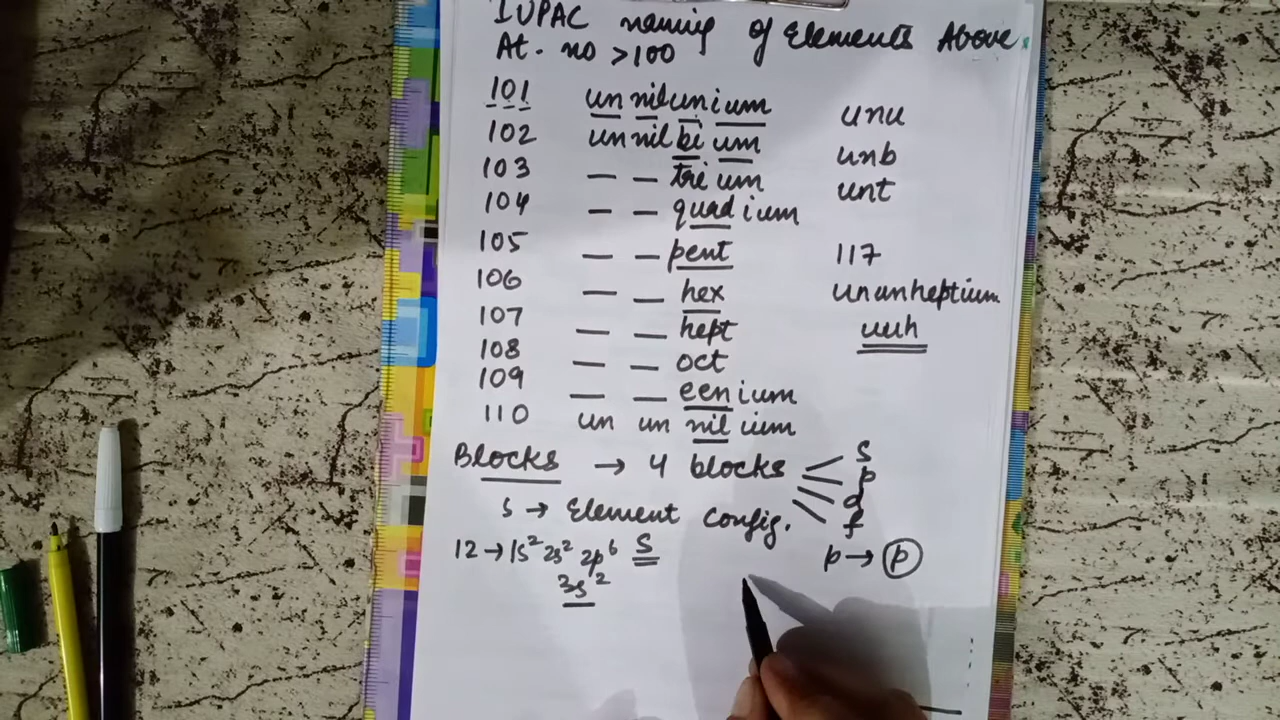 IUPAC naming of Elements Above
At. no >100
101 unnilunium unu
102 unnilbium unb
103 — — trium unt
104 — — quadium
105 — — pent 117
106 — — hex ununheptium
107 — — hept uuh
108 — — oct
109 — — eenium
110 un un nilium
Blocks → 4 blocks s
p
d
f
s → Element config.
12 → 1s² 2s² 2p⁶ S p → p
3s²